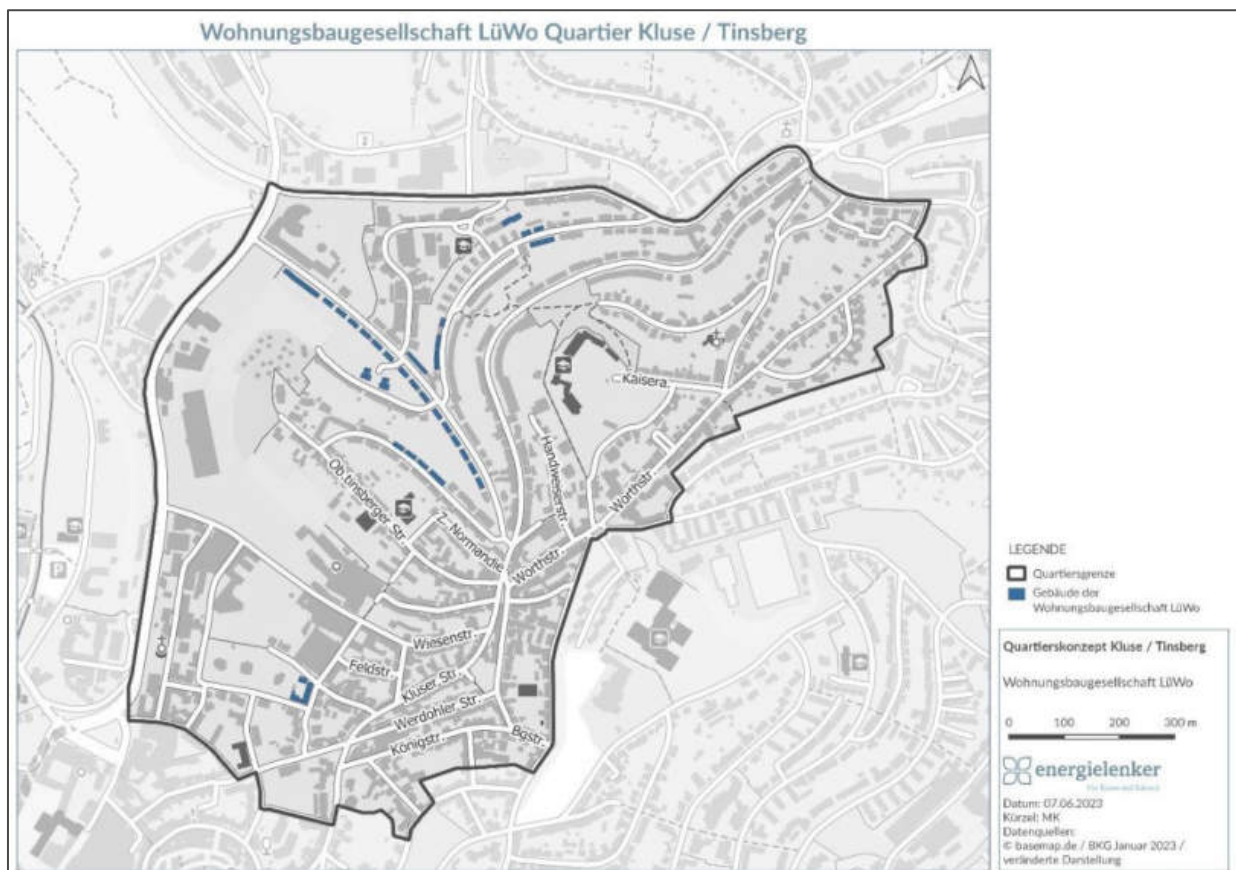 Wohnungsbaugesellschaft LüWo Quartier Kluse / Tinsberg
Kaisera.
Handweiserstr.
Worthstr.
Ob.tinsberger Str.
Z. Normandie
Worthstr.
Wiesenstr.
Feldstr.
Kluser Str.
Werdohler Str.
Königstr.
Bgstr.
LEGENDE
Quartiersgrenze
Gebäude der
Wohnungsbaugesellschaft LüWo
Quartierskonzept Kluse / Tinsberg
Wohnungsbaugesellschaft LüWo
0 100 200 300 m
energielenker
Datum: 07.06.2023
Kürzel: MK
Datenquellen:
© basemap.de / BKG Januar 2023 /
veränderte Darstellung